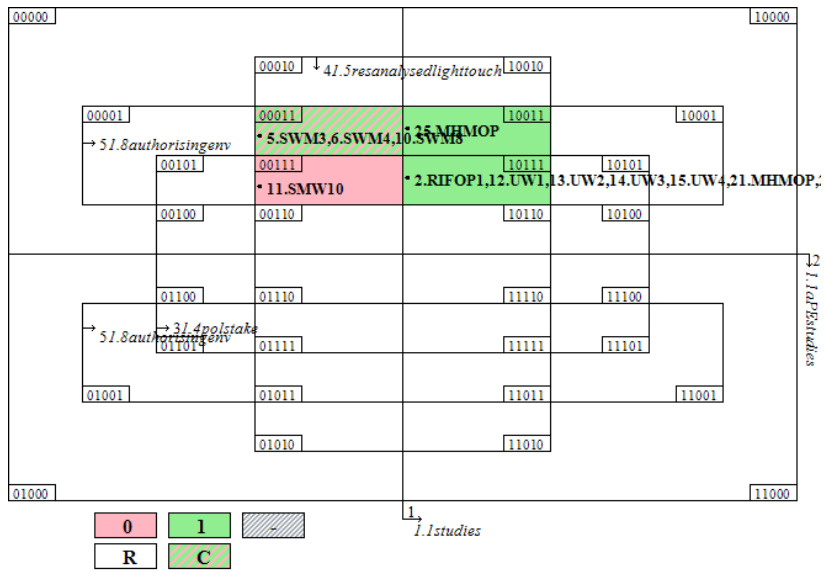 00000 10000
00010 10010
41.5resanalysedlighttouch
00001 00011 10011 10001
25.MHMOP
5.SWM3,6.SWM4,10.SWM8
51.8authorisingenv
00101 00111 10111 10101
2.RIFOP1,12.UW1,13.UW2,14.UW3,15.UW4,21.MHMOP,
11.SMW10
00100 00110 10110 10100
2
1.1aPEstudies
01100 01110 11110 11100
31.4polstake
51.8authorisingenv
01101 01111 11111 11101
01001 01011 11011 11001
01010 11010
01000 11000
1
1.1studies
0 1 -
R C